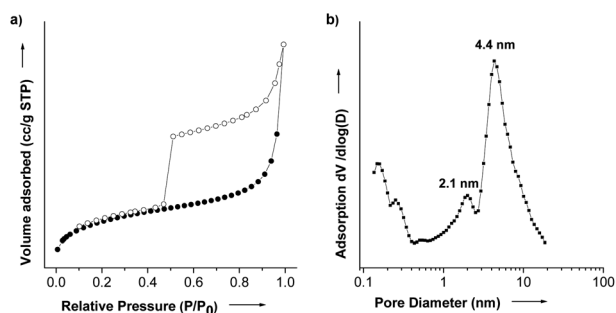 a)
Volume adsorbed (cc/g STP)
0.0 0.2 0.4 0.6 0.8 1.0
Relative Pressure (P/P0)
b)
Adsorption dV /dlog(D)
4.4 nm
2.1 nm
0.1 1 10 100
Pore Diameter (nm)